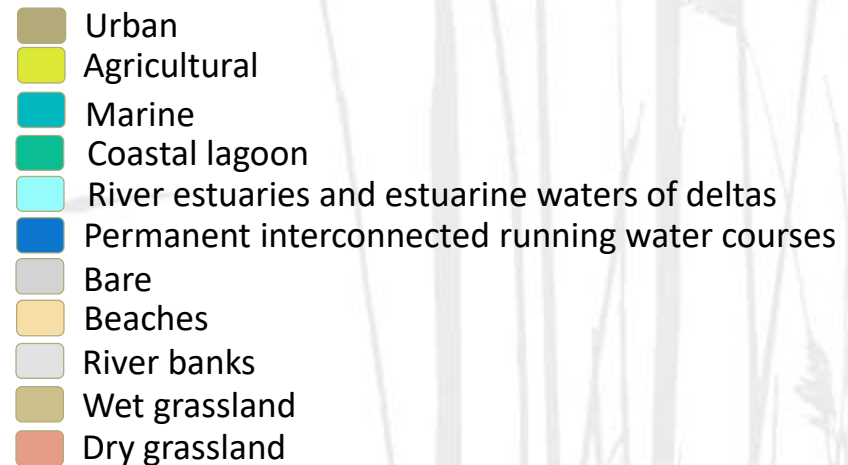 Urban
Agricultural
Marine
Coastal lagoon
River estuaries and estuarine waters of deltas
Permanent interconnected running water courses
Bare
Beaches
River banks
Wet grassland
Dry grassland